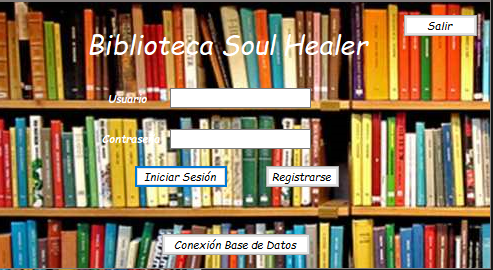 Salir
Biblioteca Soul Healer
Usuario
Contraseña
Iniciar Sesión
Registrarse
Conexión Base de Datos